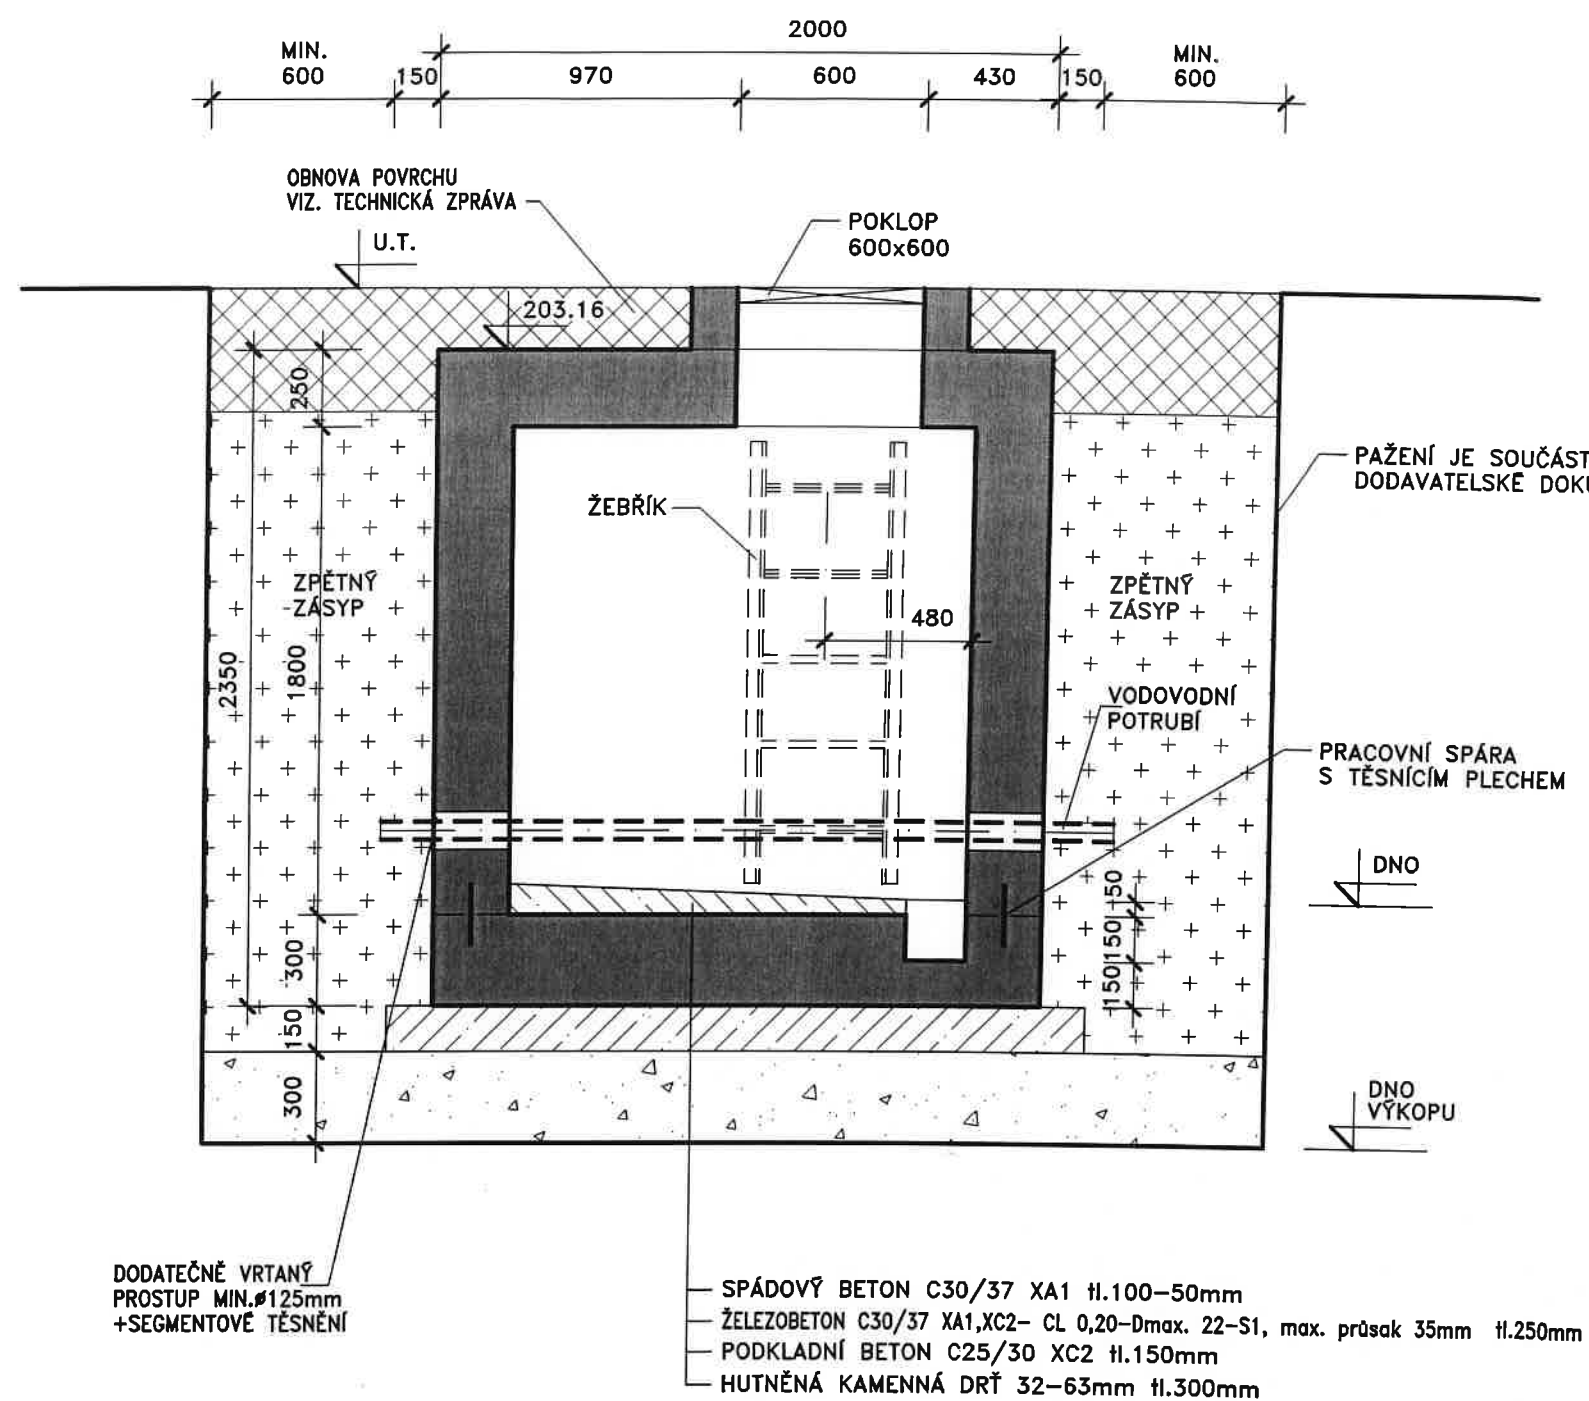 2000
MIN.
600
150
970
600
430
150
MIN.
600
OBNOVA POVRCHU
VIZ. TECHNICKÁ ZPRÁVA
U.T.
POKLOP
600x600
203.16
250
PAŽENÍ JE SOUČÁST
DODAVATELSKÉ DOKU
ŽEBŘÍK
ZPĚTNÝ
ZÁSYP
ZPĚTNÝ
ZÁSYP
480
2350
1800
VODOVODNÍ
POTRUBÍ
PRACOVNÍ SPÁRA
S TĚSNÍCÍM PLECHEM
DNO
50
150
150
300
150
300
DNO
VÝKOPU
DODATEČNĚ VRTANÝ
PROSTUP MIN.ø125mm
+SEGMENTOVÉ TĚSNĚNÍ
SPÁDOVÝ BETON C30/37 XA1 tl.100-50mm
ŽELEZOBETON C30/37 XA1,XC2- CL 0,20-Dmax. 22-S1, max. průsak 35mm tl.250mm
PODKLADNÍ BETON C25/30 XC2 tl.150mm
HUTNĚNÁ KAMENNÁ DRŤ 32-63mm tl.300mm